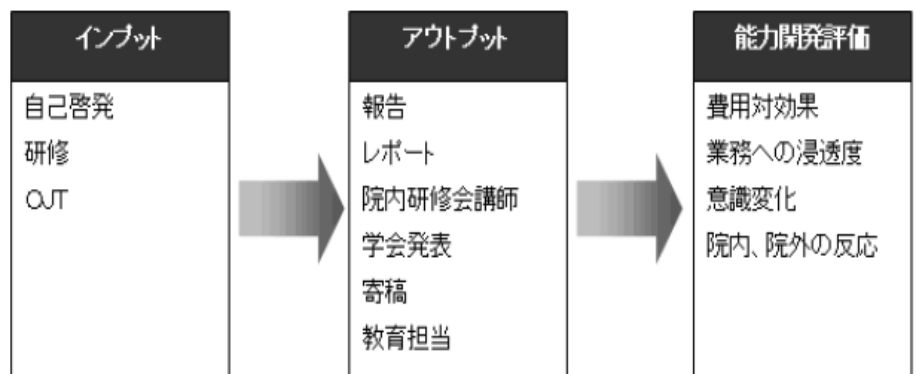 インプット
自己啓発
研修
OJT
アウトプット
報告
レポート
院内研修会講師
学会発表
寄稿
教育担当
能力開発評価
費用対効果
業務への浸透度
意識変化
院内、院外の反応